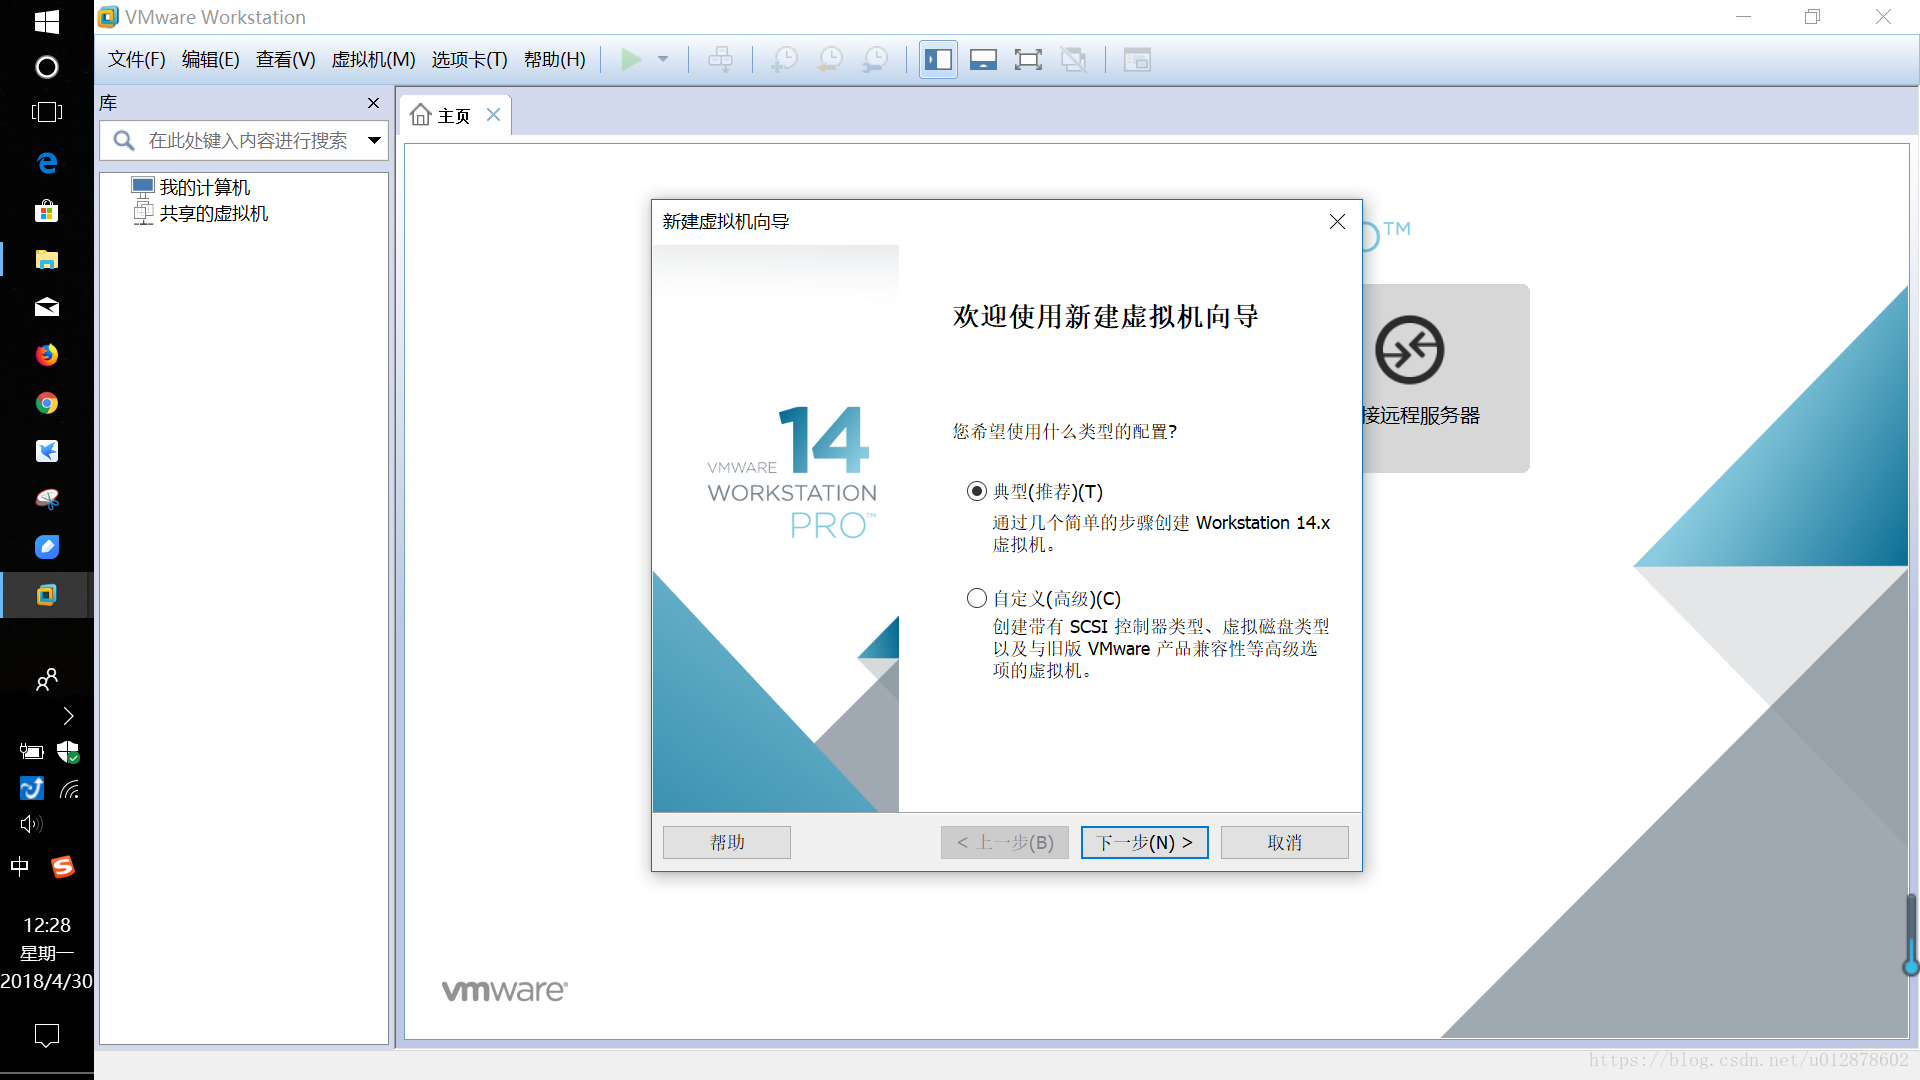 VMware Workstation
文件(F) 编辑(E) 查看(V) 虚拟机(M) 选项卡(T) 帮助(H)
库
在此处键入内容进行搜索
我的计算机
共享的虚拟机
主页
O™
接远程服务器
新建虚拟机向导
欢迎使用新建虚拟机向导
您希望使用什么类型的配置?
典型(推荐)(T)
通过几个简单的步骤创建 Workstation 14.x
虚拟机。
自定义(高级)(C)
创建带有 SCSI 控制器类型、虚拟磁盘类型
以及与旧版 VMware 产品兼容性等高级选
项的虚拟机。
VMWARE 14
WORKSTATION
PRO™
帮助
< 上一步(B)
下一步(N) >
取消
vmware®
中
12:28
星期一
2018/4/30
https://blog.csdn.net/u012878602